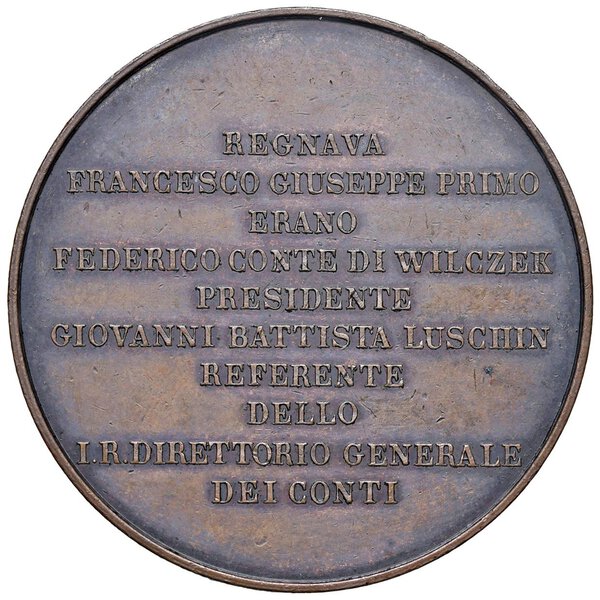 REGNAVA
FRANCESCO GIUSEPPE PRIMO
ERANO
FEDERICO CONTE DI WILCZEK
PRESIDENTE
GIOVANNI BATTISTA LUSCHIN
REFERENTE
DELLO
I.R.DIRETTORIO GENERALE
DEI CONTI